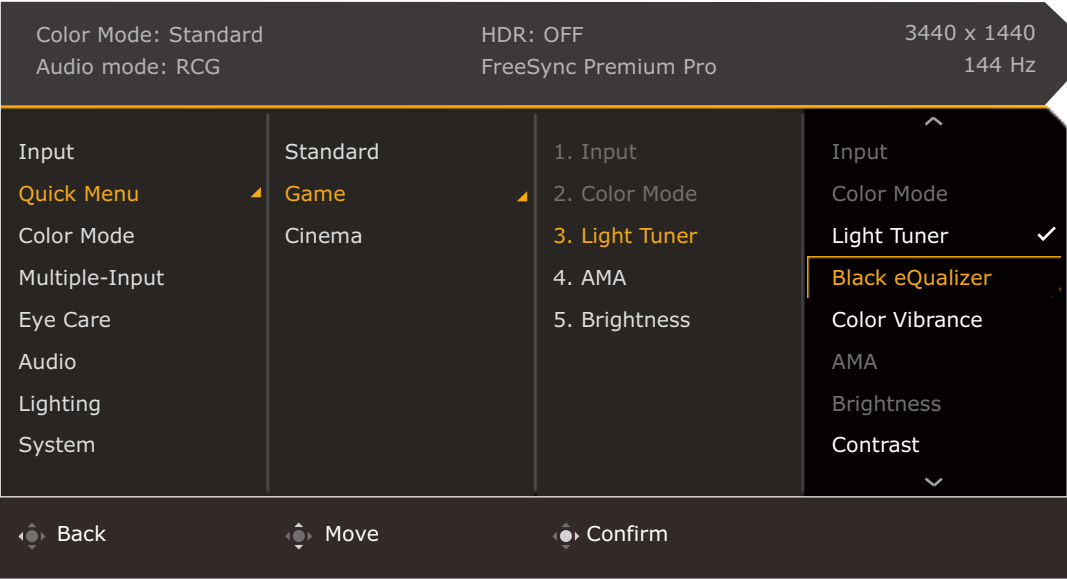 Color Mode: Standard
HDR: OFF
3440 x 1440
Audio mode: RCG
FreeSync Premium Pro
144 Hz
Input
Quick Menu
Color Mode
Multiple-Input
Eye Care
Audio
Lighting
System
Standard
Game
Cinema
1. Input
2. Color Mode
3. Light Tuner
4. AMA
5. Brightness
Input
Color Mode
Light Tuner
Black eQualizer
Color Vibrance
AMA
Brightness
Contrast
Back
Move
Confirm